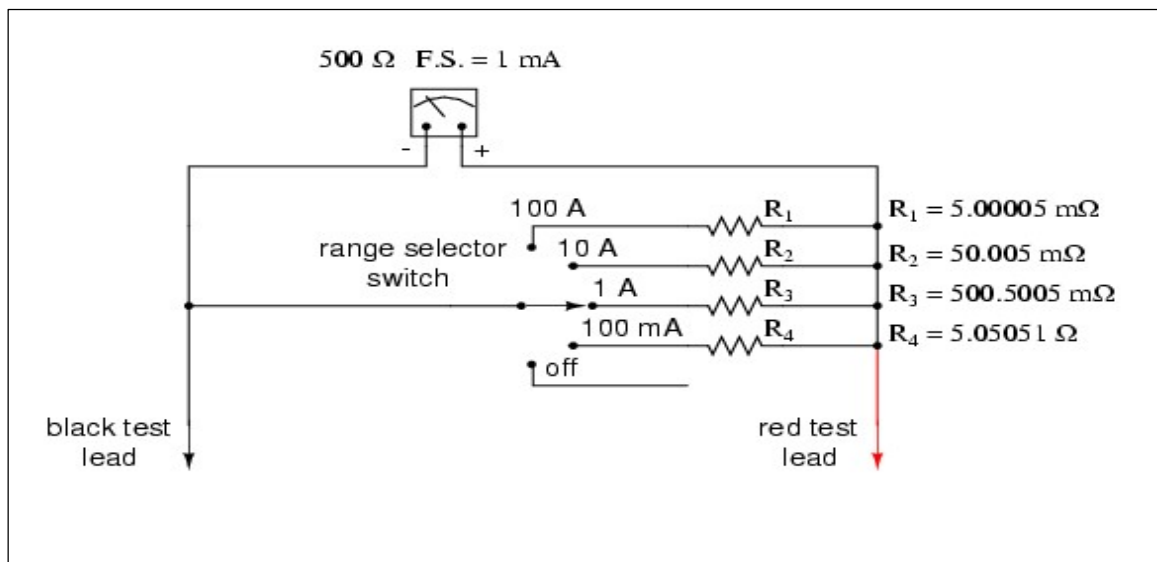 500 Ω F.S. = 1 mA
- +
100 A R₁ R₁ = 5.00005 mΩ
range selector
switch
10 A R₂ R₂ = 50.005 mΩ
1 A R₃ R₃ = 500.5005 mΩ
100 mA R₄ R₄ = 5.05051 Ω
off
black test
lead
red test
lead